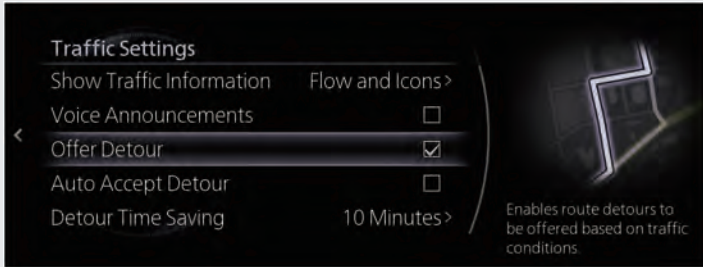 Traffic Settings
Show Traffic Information Flow and Icons >
Voice Announcements
Offer Detour
Auto Accept Detour
Detour Time Saving 10 Minutes >
Enables route detours to
be offered based on traffic
conditions.